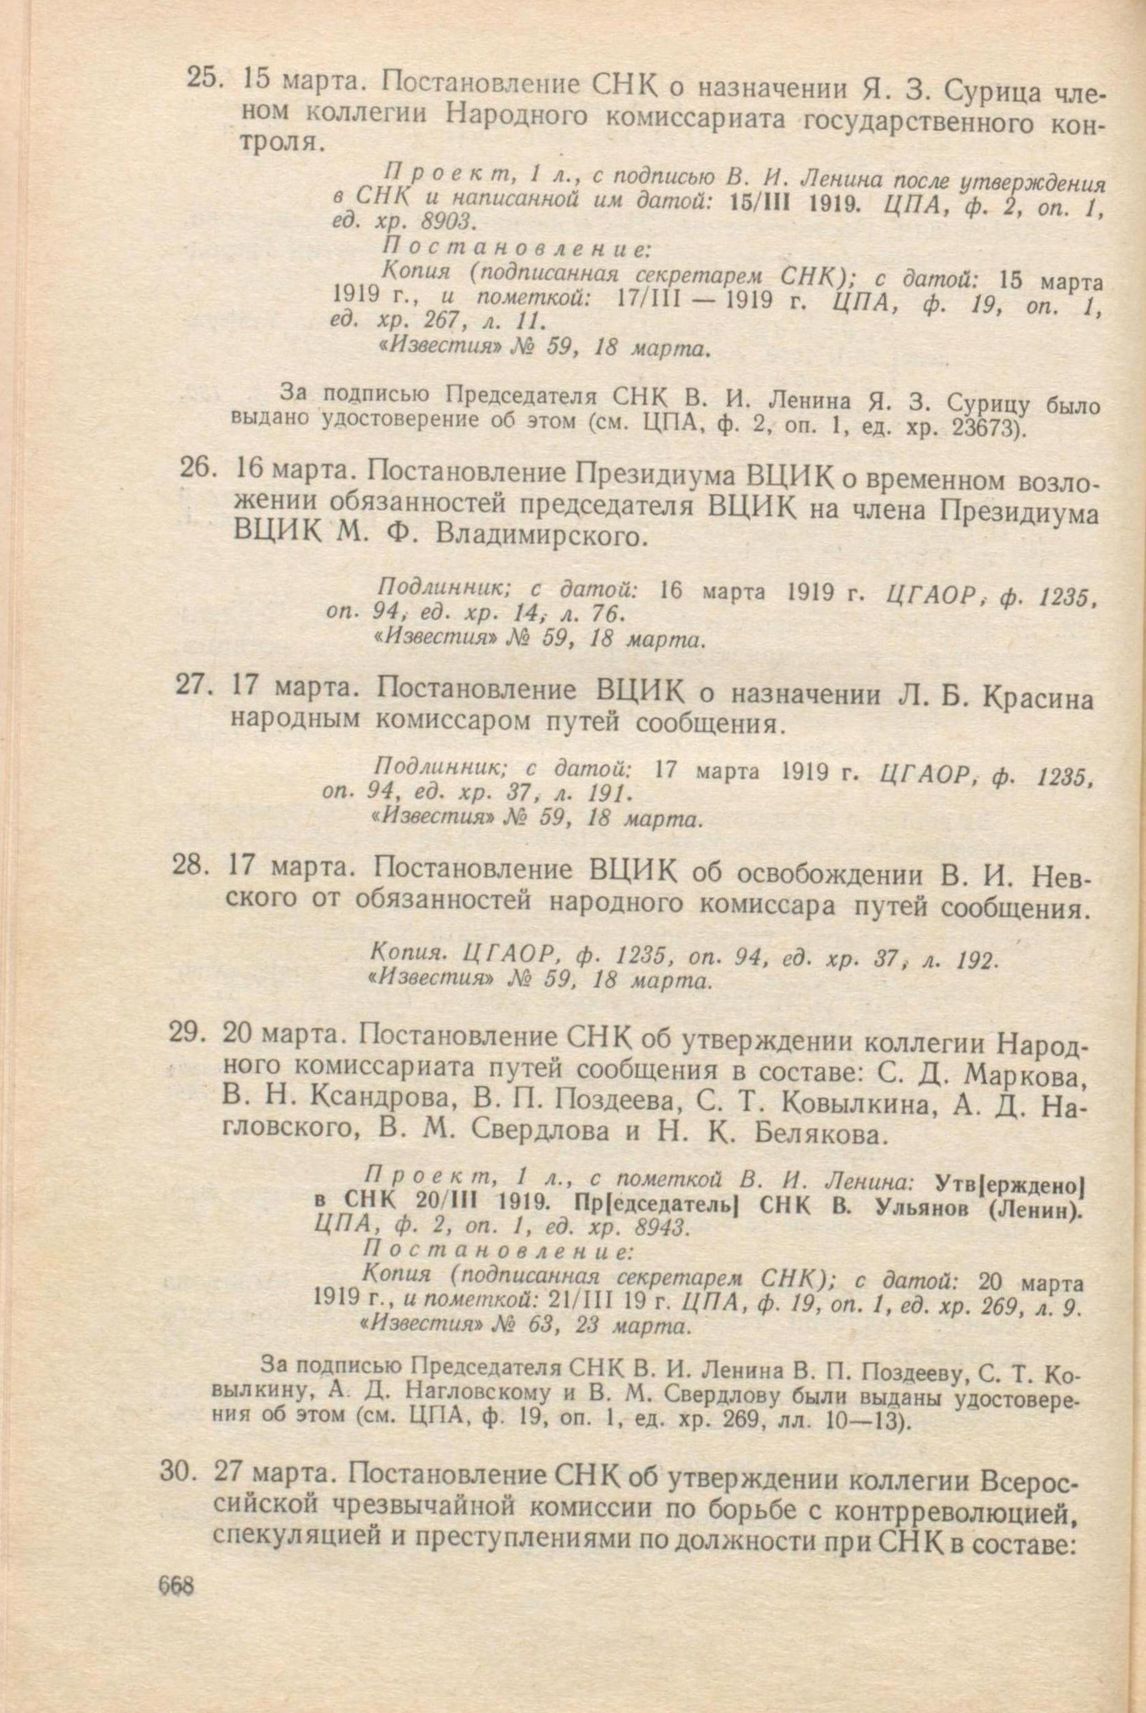 25. 15 марта. Постановление СНК о назначении Я. З. Сурица чле-
ном коллегии Народного комиссариата государственного кон-
троля.
Проект, 1 л., с подписью В. И. Ленина после утверждения
в СНК и написанной им датой: 15/III 1919. ЦПА, ф. 2, оп. 1,
ед. хр. 8903.
Постановление:
Копия (подписанная секретарем СНК); с датой: 15 марта
1919 г., и пометкой: 17/III — 1919 г. ЦПА, ф. 19, оп. 1,
ед. хр. 267, л. 11.
«Известия» № 59, 18 марта.
За подписью Председателя СНК В. И. Ленина Я. З. Сурицу было
выдано удостоверение об этом (см. ЦПА, ф. 2, оп. 1, ед. хр. 23673).
26. 16 марта. Постановление Президиума ВЦИК о временном возло-
жении обязанностей председателя ВЦИК на члена Президиума
ВЦИК М. Ф. Владимирского.
Подлинник; с датой: 16 марта 1919 г. ЦГАОР, ф. 1235,
оп. 94, ед. хр. 14, л. 76.
«Известия» № 59, 18 марта.
27. 17 марта. Постановление ВЦИК о назначении Л. Б. Красина
народным комиссаром путей сообщения.
Подлинник; с датой: 17 марта 1919 г. ЦГАОР, ф. 1235,
оп. 94, ед. хр. 37, л. 191.
«Известия» № 59, 18 марта.
28. 17 марта. Постановление ВЦИК об освобождении В. И. Нев-
ского от обязанностей народного комиссара путей сообщения.
Копия. ЦГАОР, ф. 1235, оп. 94, ед. хр. 37, л. 192.
«Известия» № 59, 18 марта.
29. 20 марта. Постановление СНК об утверждении коллегии Народ-
ного комиссариата путей сообщения в составе: С. Д. Маркова,
В. Н. Ксандрова, В. П. Поздеева, С. Т. Ковылкина, А. Д. На-
гловского, В. М. Свердлова и Н. К. Белякова.
Проект, 1 л., с пометкой В. И. Ленина: Утв[ерждено]
в СНК 20/III 1919. Пр[едседатель] СНК В. Ульянов (Ленин).
ЦПА, ф. 2, оп. 1, ед. хр. 8943.
Постановление:
Копия (подписанная секретарем СНК); с датой: 20 марта
1919 г., и пометкой: 21/III 19 г. ЦПА, ф. 19, оп. 1, ед. хр. 269, л. 9.
«Известия» № 63, 23 марта.
За подписью Председателя СНК В. И. Ленина В. П. Поздееву, С. Т. Ко-
вылкину, А. Д. Нагловскому и В. М. Свердлову были выданы удостовере-
ния об этом (см. ЦПА, ф. 19, оп. 1, ед. хр. 269, лл. 10—13).
30. 27 марта. Постановление СНК об утверждении коллегии Всерос-
сийской чрезвычайной комиссии по борьбе с контрреволюцией,
спекуляцией и преступлениями по должности при СНК в составе:
668